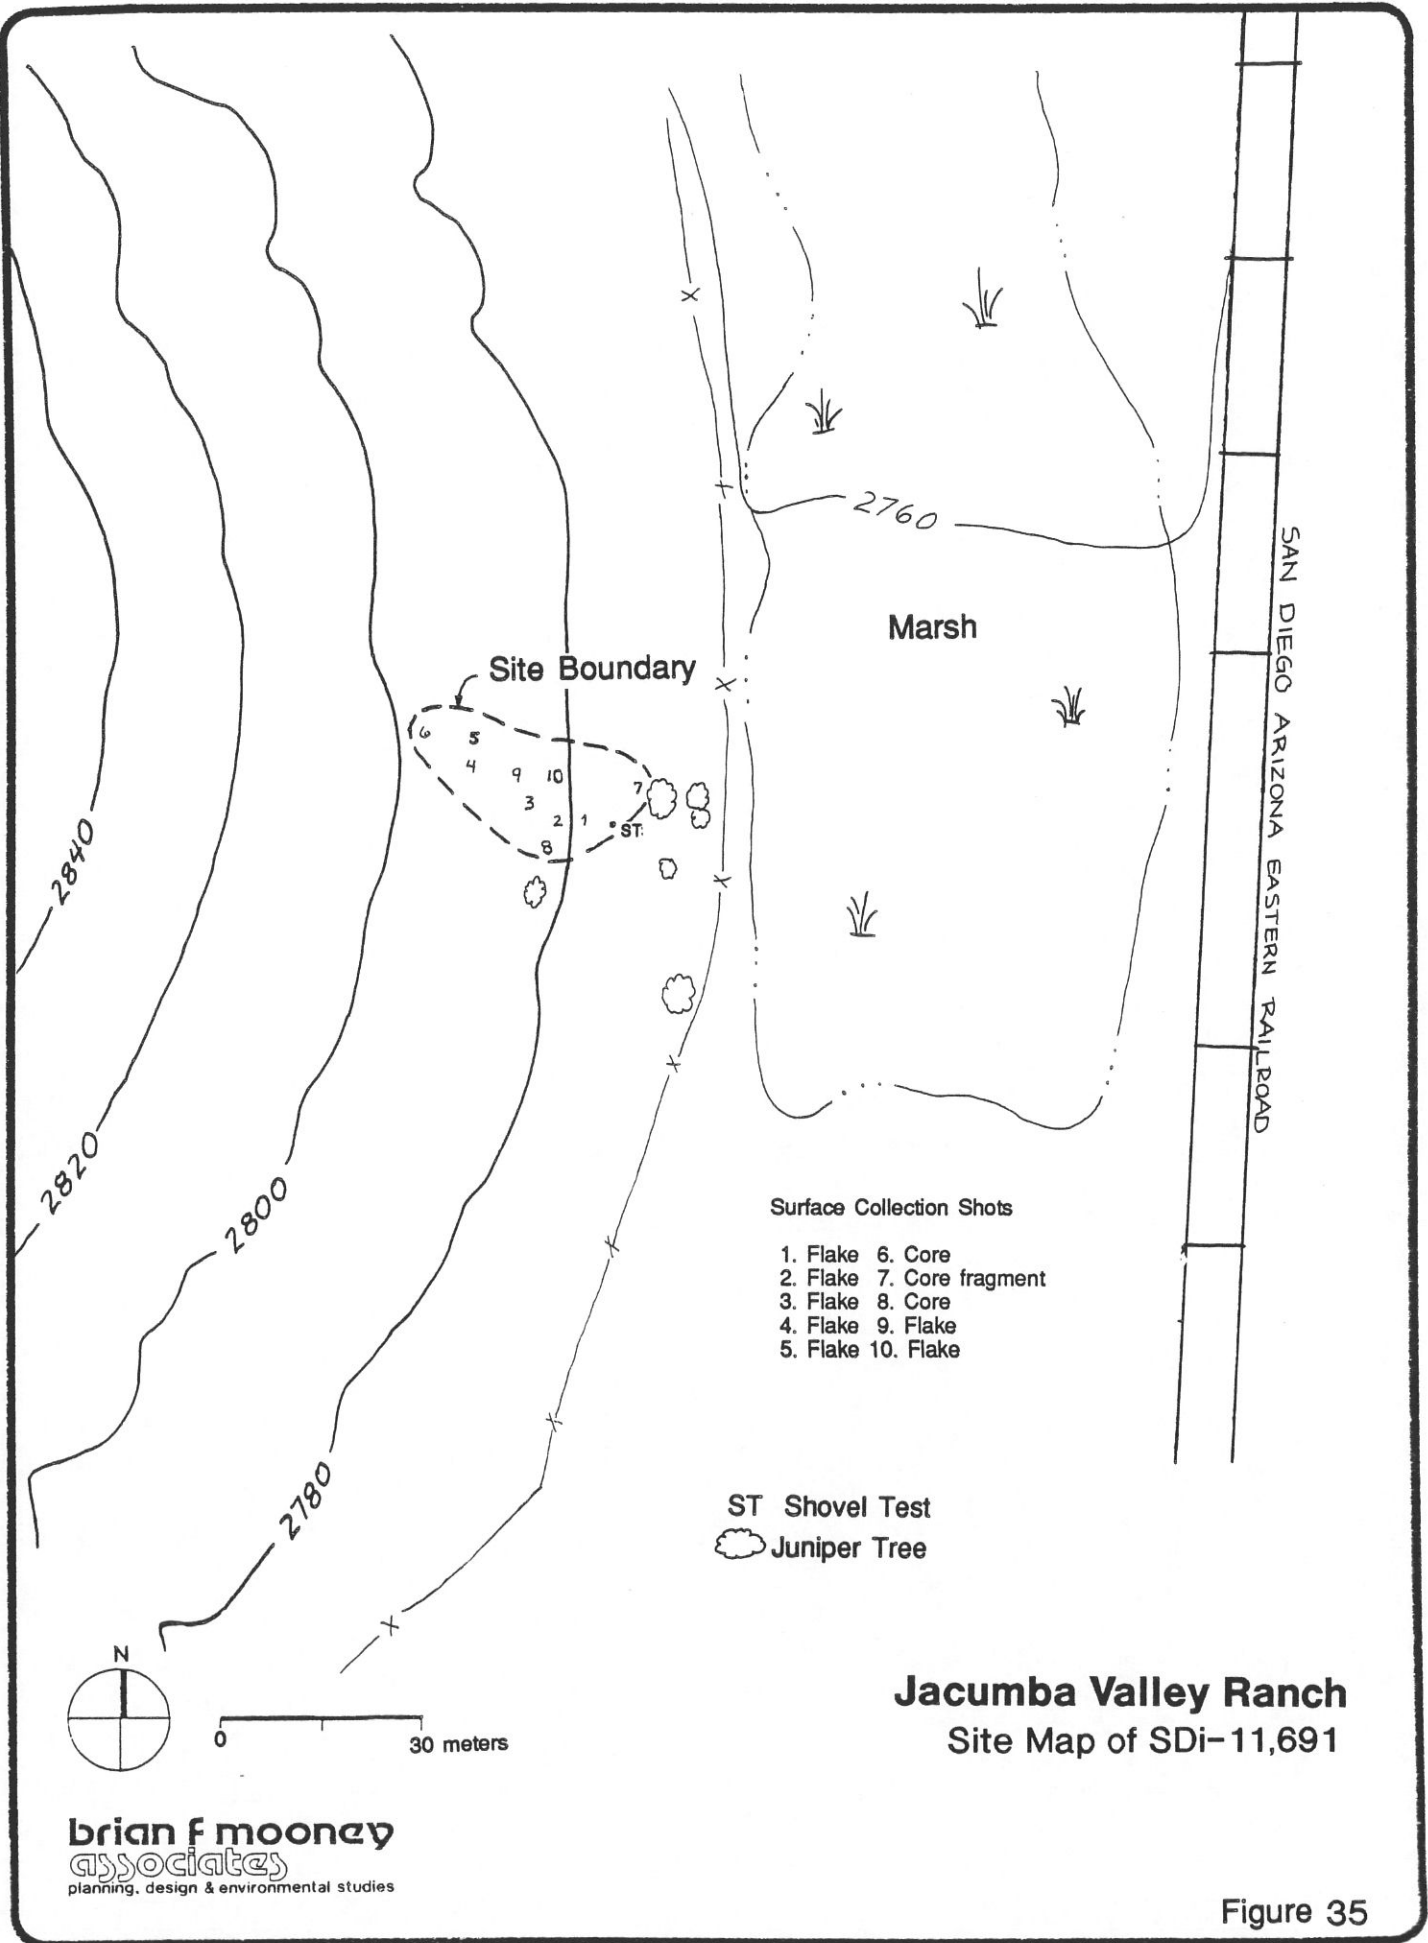 2760
SAN DIEGO ARIZONA EASTERN RAILROAD
Marsh
Site Boundary
6
5
4
9
10
7
3
2
1
ST
8
2840
2820
2800
2780
Surface Collection Shots
1. Flake 6. Core
2. Flake 7. Core fragment
3. Flake 8. Core
4. Flake 9. Flake
5. Flake 10. Flake
ST Shovel Test
Juniper Tree
N
0 30 meters
Jacumba Valley Ranch
Site Map of SDi-11,691
brian f mooney
associates
planning, design & environmental studies
Figure 35